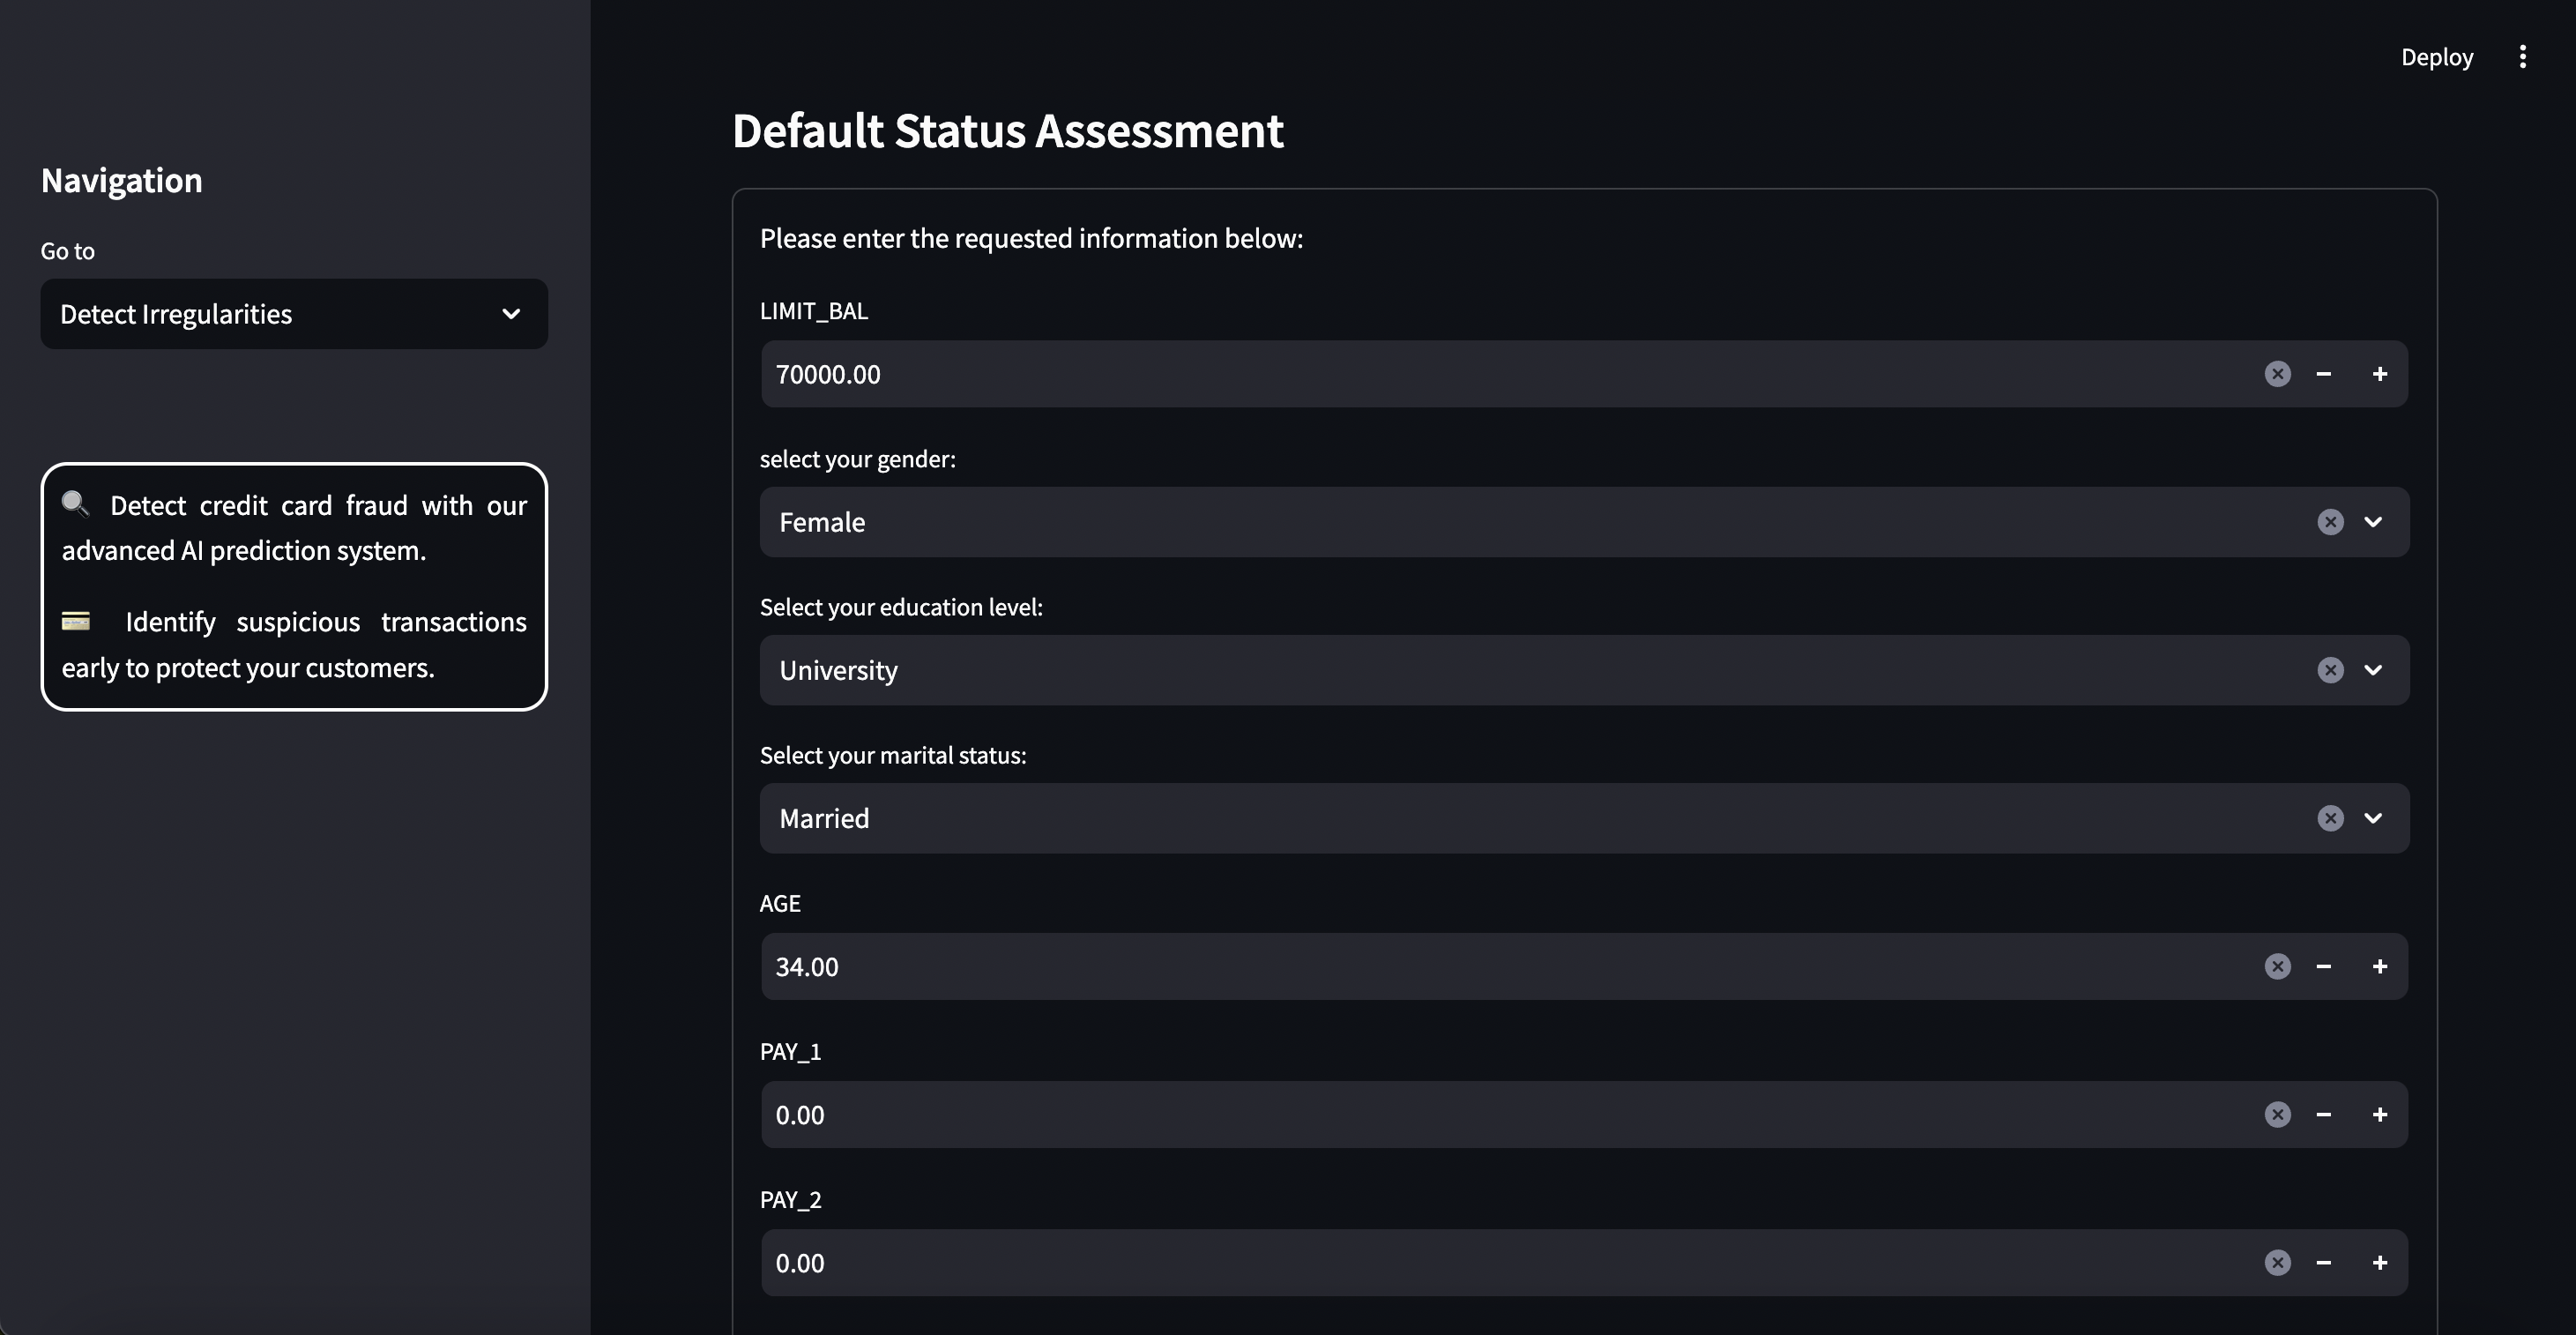 Deploy
Navigation
Go to
Detect Irregularities
Detect credit card fraud with our
advanced AI prediction system.
Identify suspicious transactions
early to protect your customers.
Default Status Assessment
Please enter the requested information below:
LIMIT_BAL
70000.00
select your gender:
Female
Select your education level:
University
Select your marital status:
Married
AGE
34.00
PAY_1
0.00
PAY_2
0.00